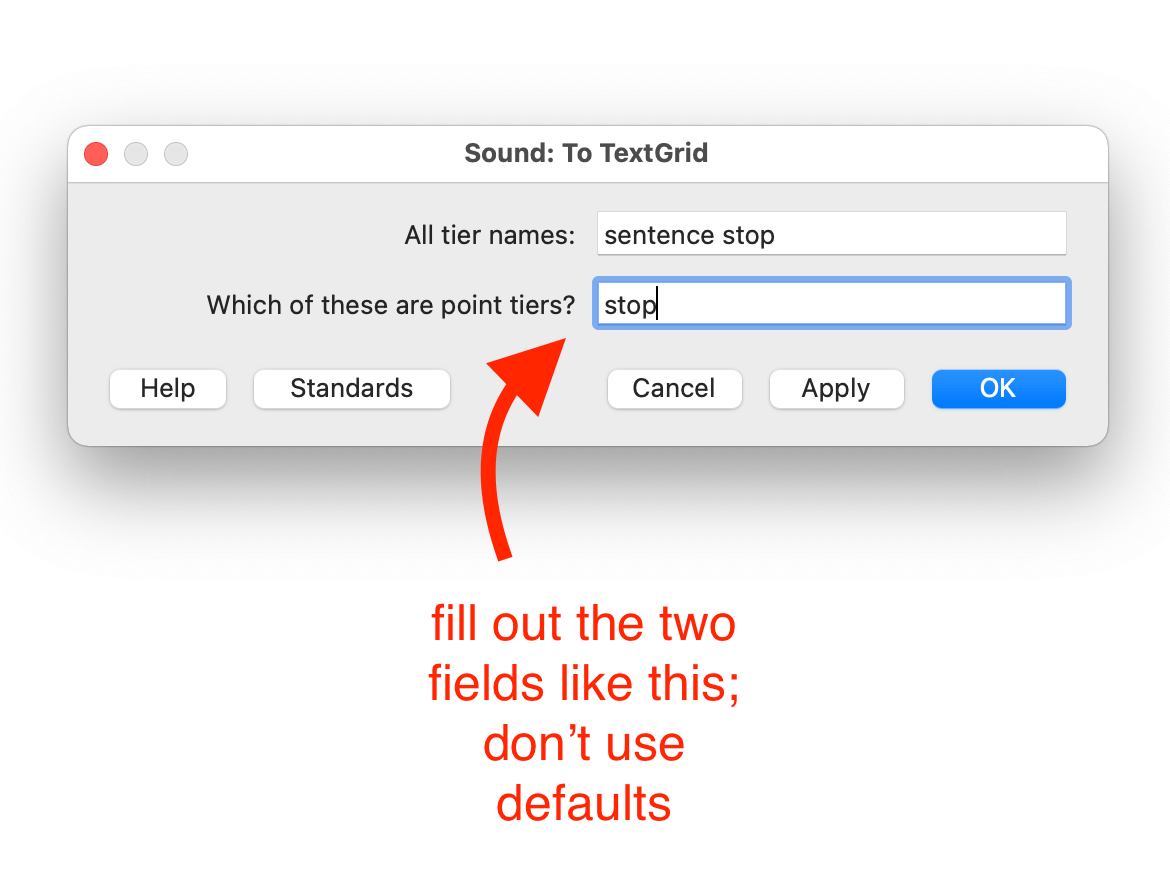 Sound: To TextGrid
All tier names: sentence stop
Which of these are point tiers? stop
Help Standards Cancel Apply OK
fill out the two
fields like this;
don’t use
defaults